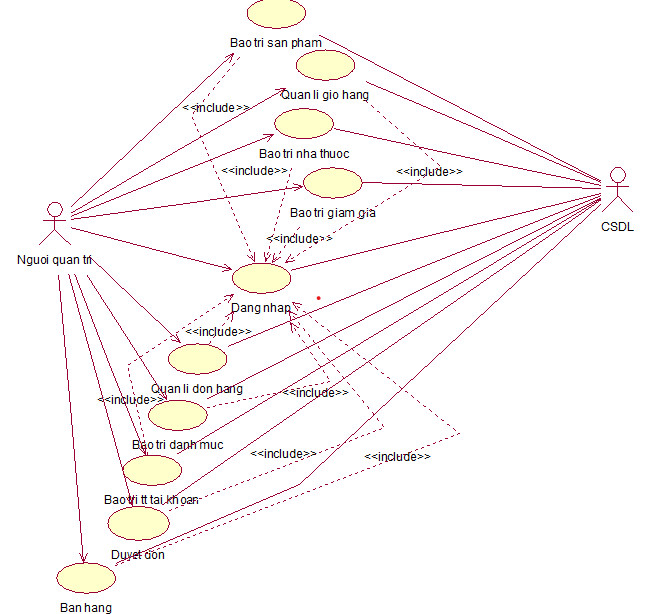 Bao tri san pham
Quan li gio hang
<<include>>
Bao tri nha thuoc
<<include>>
<<include>>
Bao tri giam gia
CSDL
<<include>>
Nguoi quan tri
Dang nhap
<<include>>
Quan li don hang
<<include>>
<<include>>
Bao tri danh muc
<<include>>
<<include>>
Bao tri tt tai khoan
Duyet don
Ban hang